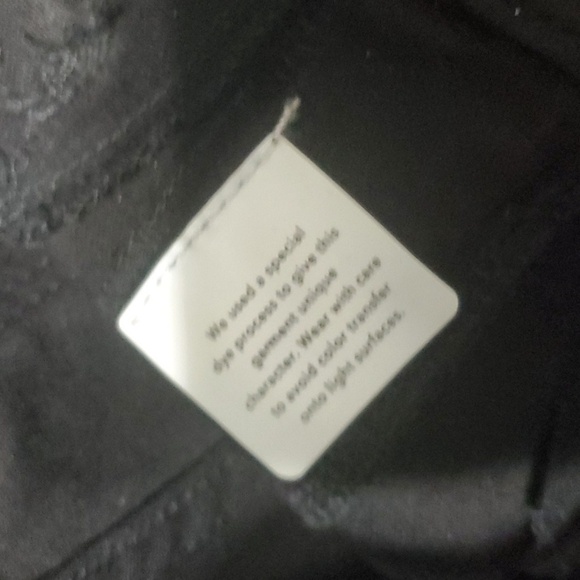 We used a special
dye process to give this
garment unique
character. Wear with care
to avoid color transfer
onto light surfaces.